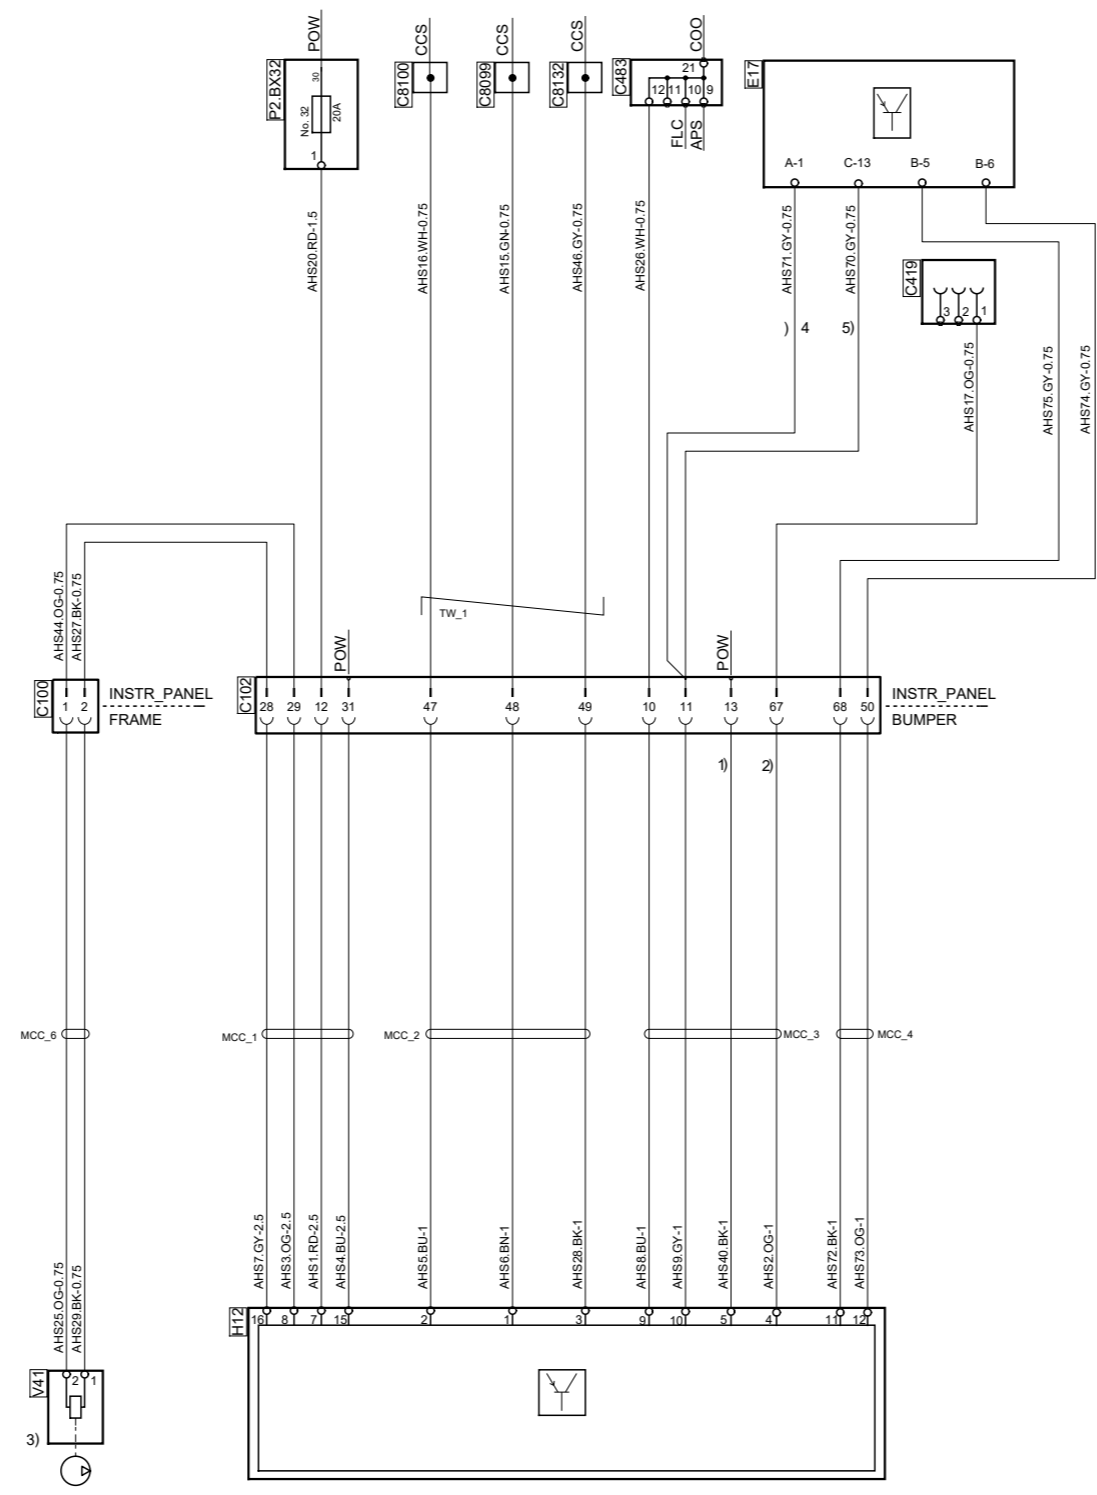 POW
CCS
CCS
CCS
COO
P2.BX32
30
No. 32
20A
1
C8100
C8099
C8132
C483
21
12 11 10 9
FLC
APS
E17
A-1 C-13 B-5 B-6
AHS20.RD-1.5
AHS16.WH-0.75
AHS15.GN-0.75
AHS46.GY-0.75
AHS26.WH-0.75
AHS71.GY-0.75
AHS70.GY-0.75
C419
3 2 1
) 4 5)
AHS17.OG-0.75
AHS75.GY-0.75
AHS74.GY-0.75
AHS44.OG-0.75
AHS27.BK-0.75
TW_1
POW
POW
C100
1 2
INSTR_PANEL
FRAME
C102
28 29 12 31 47 48 49 10 11 13 67 68 50
INSTR_PANEL
BUMPER
1) 2)
MCC_6
MCC_1
MCC_2
MCC_3
MCC_4
AHS25.OG-0.75
AHS29.BK-0.75
AHS7.GY-2.5
AHS3.OG-2.5
AHS1.RD-2.5
AHS4.BU-2.5
AHS5.BU-1
AHS6.BN-1
AHS28.BK-1
AHS8.BU-1
AHS9.GY-1
AHS40.BK-1
AHS2.OG-1
AHS72.BK-1
AHS73.OG-1
H12
16 8 7 15 2 1 3 9 10 5 4 11 12
V41
2 1
3)